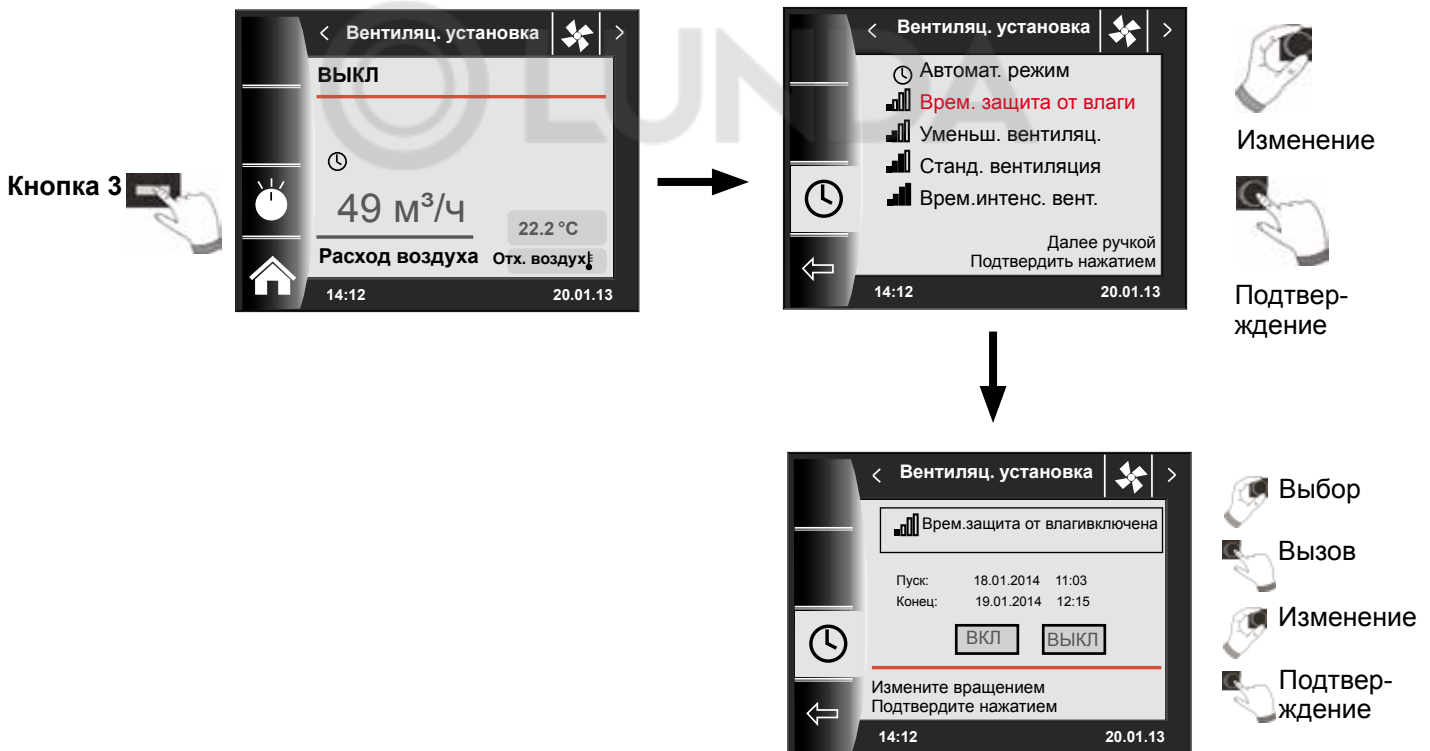 LUNDA
Кнопка 3
< Вентиляц. установка >
ВЫКЛ
49 м³/ч
22.2 °C
Расход воздуха Отх. воздух
14:12 20.01.13
< Вентиляц. установка >
Автомат. режим
Врем. защита от влаги
Уменьш. вентиляц.
Станд. вентиляция
Врем.интенс. вент.
Далее ручкой
Подтвердить нажатием
14:12 20.01.13
Изменение
Подтвер-
ждение
< Вентиляц. установка >
Врем.защита от влагивключена
Пуск: 18.01.2014 11:03
Конец: 19.01.2014 12:15
ВКЛ ВЫКЛ
Измените вращением
Подтвердите нажатием
14:12 20.01.13
Выбор
Вызов
Изменение
Подтвер-
ждение